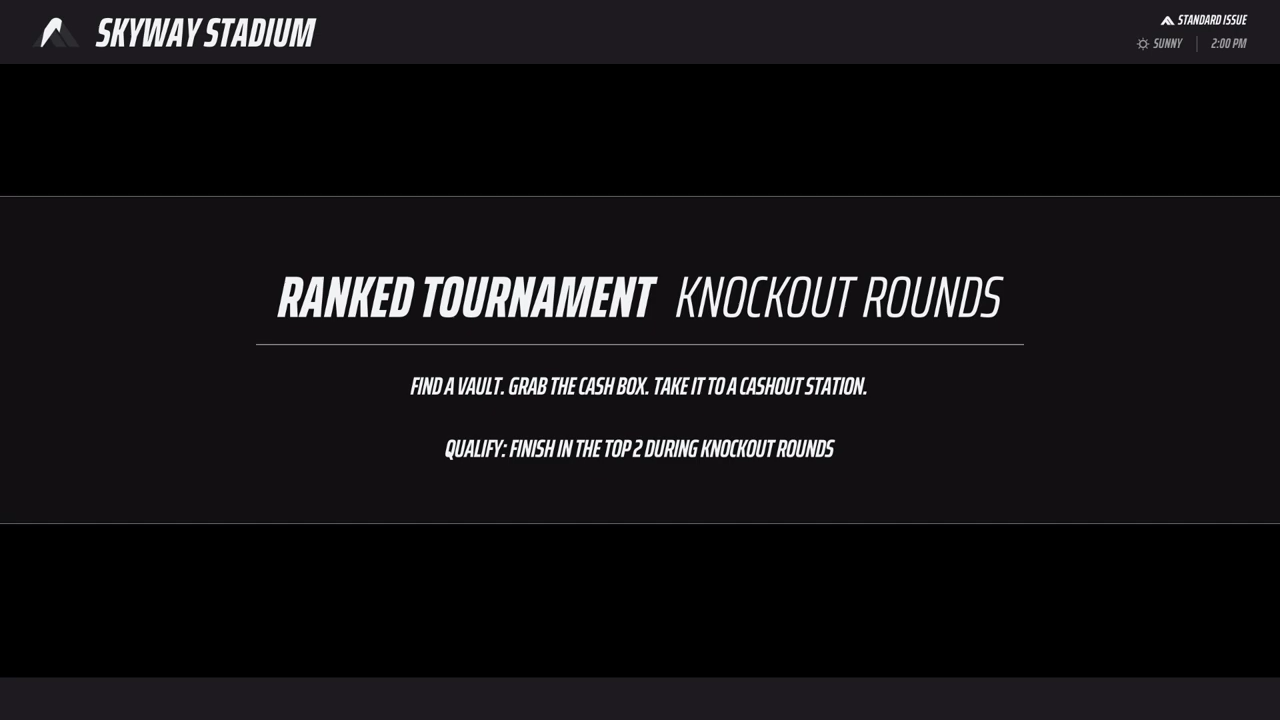 SKYWAY STADIUM
STANDARD ISSUE
SUNNY
2:00 PM
RANKED TOURNAMENT KNOCKOUT ROUNDS
FIND A VAULT. GRAB THE CASH BOX. TAKE IT TO A CASHOUT STATION.
QUALIFY: FINISH IN THE TOP 2 DURING KNOCKOUT ROUNDS